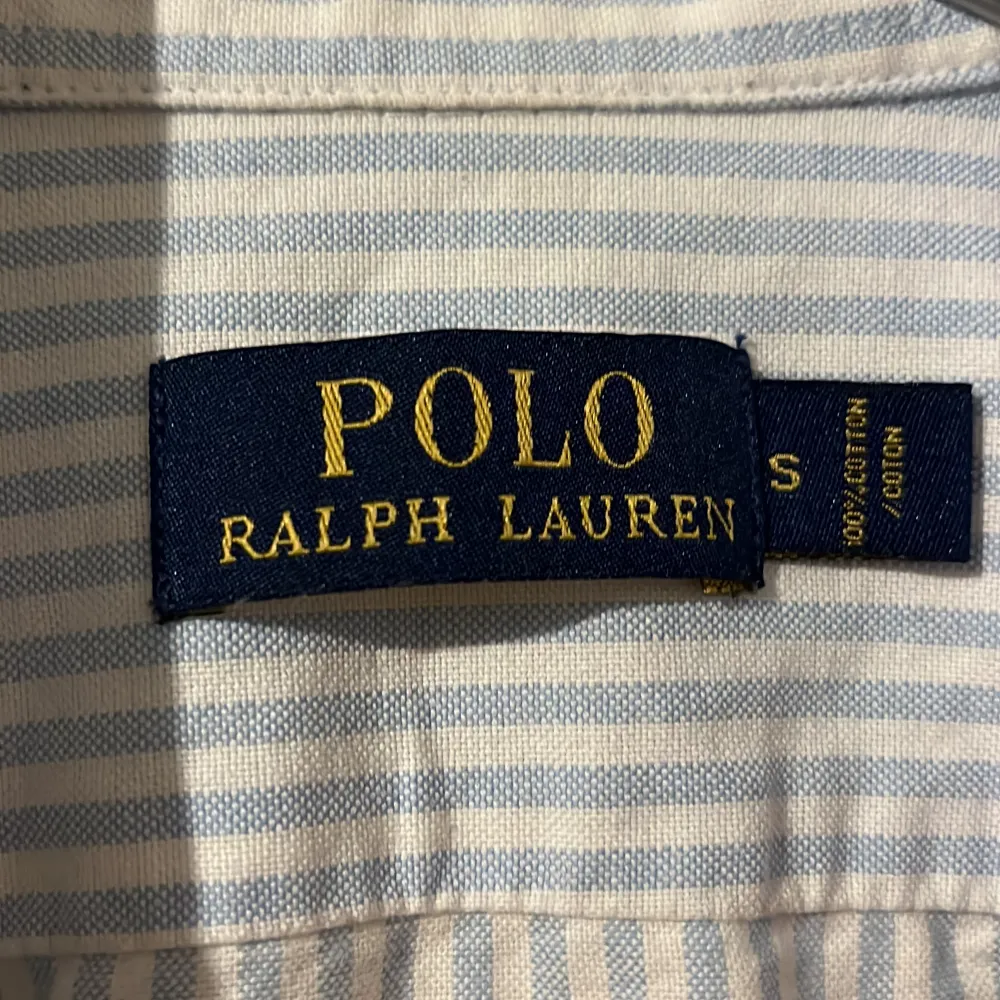 POLO
RALPH LAUREN
S
100% COTTON
/COTON